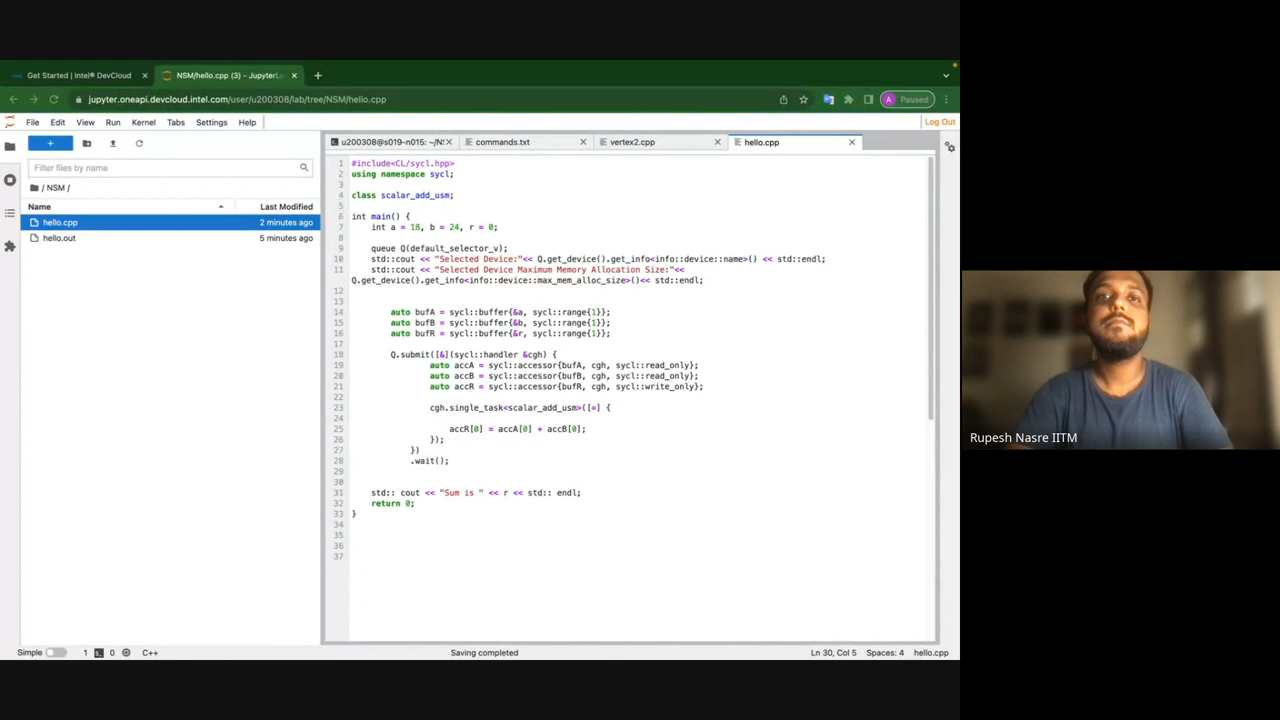 Get Started | Intel® DevCloud
NSM/hello.cpp (3) - JupyterL
jupyter.oneapi.devcloud.intel.com/user/u200308/lab/tree/NSM/hello.cpp
A Paused
File Edit View Run Kernel Tabs Settings Help
Log Out
+
Filter files by name
/ NSM /
Name Last Modified
hello.cpp 2 minutes ago
hello.out 5 minutes ago
u200308@s019-n015: ~/N
commands.txt
vertex2.cpp
hello.cpp
1 #include<CL/sycl.hpp>
2 using namespace sycl;
3
4 class scalar_add_usm;
5
6 int main() {
7 int a = 18, b = 24, r = 0;
8
9 queue Q(default_selector_v);
10 std::cout << "Selected Device:"<< Q.get_device().get_info<info::device::name>() << std::endl;
11 std::cout << "Selected Device Maximum Memory Allocation Size:"<<
Q.get_device().get_info<info::device::max_mem_alloc_size>()<< std::endl;
12
13
14 auto bufA = sycl::buffer{&a, sycl::range{1}};
15 auto bufB = sycl::buffer{&b, sycl::range{1}};
16 auto bufR = sycl::buffer{&r, sycl::range{1}};
17
18 Q.submit([&](sycl::handler &cgh) {
19 auto accA = sycl::accessor{bufA, cgh, sycl::read_only};
20 auto accB = sycl::accessor{bufB, cgh, sycl::read_only};
21 auto accR = sycl::accessor{bufR, cgh, sycl::write_only};
22
23 cgh.single_task<scalar_add_usm>([=] {
24
25 accR[0] = accA[0] + accB[0];
26 });
27 })
28 .wait();
29
30
31 std:: cout << "Sum is " << r << std:: endl;
32 return 0;
33 }
34
35
36
37
Rupesh Nasre IITM
Simple 1 0 C++ Saving completed Ln 30, Col 5 Spaces: 4 hello.cpp